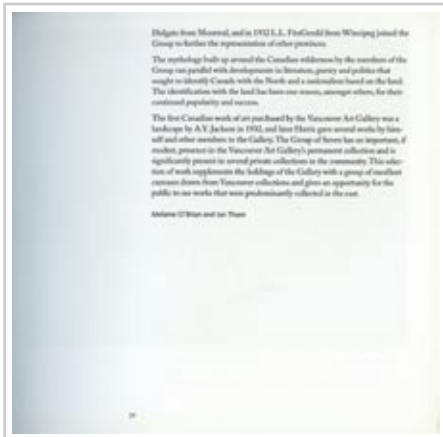 Holgate from Montreal, and in 1932 L.L. FitzGerald from Winnipeg joined the
Group to further the representation of other provinces.
The mythology built up around the Canadian wilderness by the members of the
Group ran parallel with developments in literature, poetry and politics that
sought to identify Canada with the North and a nationalism based on the land.
The identification with the land has been one reason, amongst others, for their
continued popularity and success.
The first Canadian work of art purchased by the Vancouver Art Gallery was a
landscape by A.Y. Jackson in 1932, and later Harris gave several works by him-
self and other members to the Gallery. The Group of Seven has an important, if
modest, presence in the Vancouver Art Gallery's permanent collection and is
significantly present in several private collections in the community. This selec-
tion of work supplements the holdings of the Gallery with a group of excellent
canvases drawn from Vancouver collections and gives an opportunity for the
public to see works that were predominantly collected in the east.
Melanie O'Brian and Ian Thom